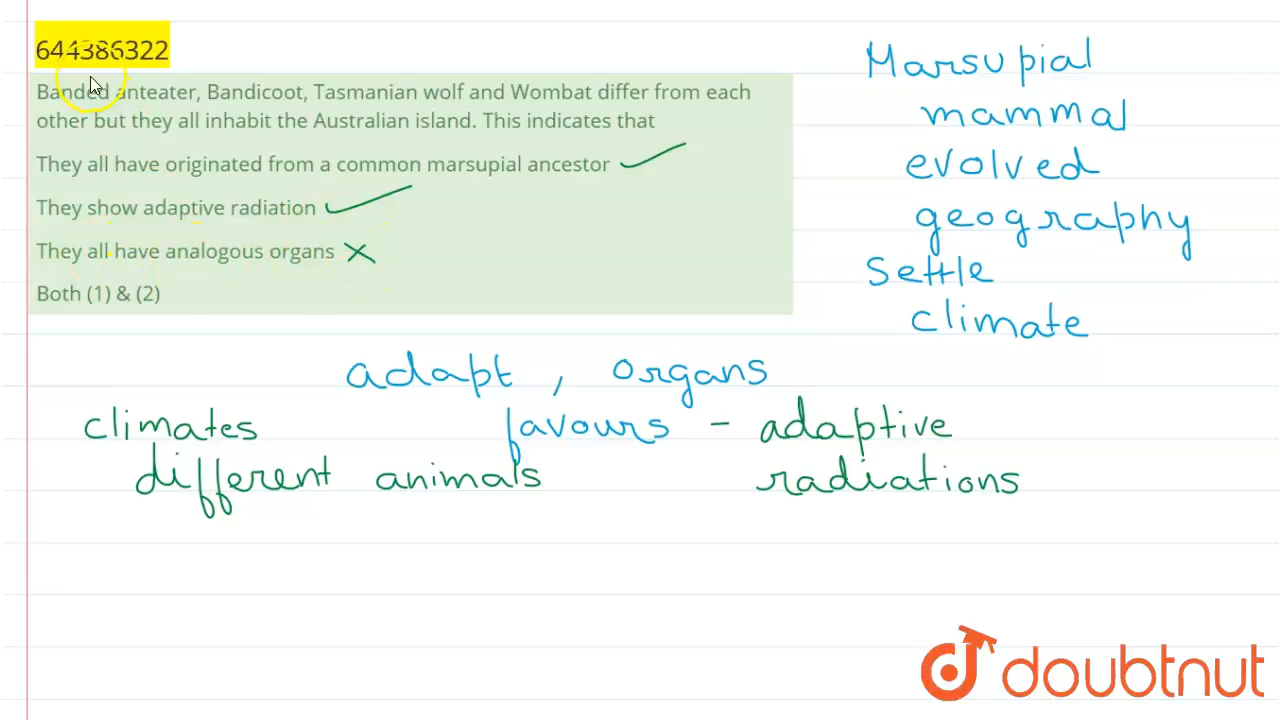 644386322
Banded anteater, Bandicoot, Tasmanian wolf and Wombat differ from each
other but they all inhabit the Australian island. This indicates that
They all have originated from a common marsupial ancestor
They show adaptive radiation
They all have analogous organs
Both (1) & (2)
Marsupial
mammal
evolved
geography
Settle
climate
adapt , organs
climates favours - adaptive
different animals radiations
doubtnut